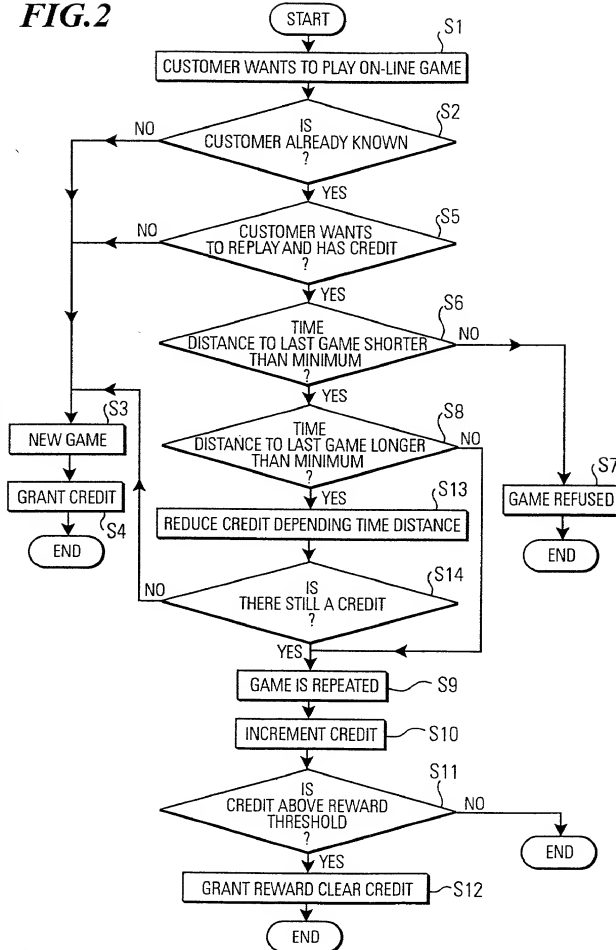 FIG.2
START
S1
CUSTOMER WANTS TO PLAY ON-LINE GAME
S2
IS
CUSTOMER ALREADY KNOWN
?
NO
YES
S5
CUSTOMER WANTS
TO REPLAY AND HAS CREDIT
?
NO
YES
S6
TIME
DISTANCE TO LAST GAME SHORTER
THAN MINIMUM
?
NO
YES
S8
TIME
DISTANCE TO LAST GAME LONGER
THAN MINIMUM
?
NO
YES
S3
NEW GAME
GRANT CREDIT
S4
END
S7
GAME REFUSED
END
S13
REDUCE CREDIT DEPENDING TIME DISTANCE
S14
IS
THERE STILL A CREDIT
?
NO
YES
GAME IS REPEATED
S9
INCREMENT CREDIT
S10
S11
IS
CREDIT ABOVE REWARD
THRESHOLD
?
NO
END
YES
GRANT REWARD CLEAR CREDIT
S12
END